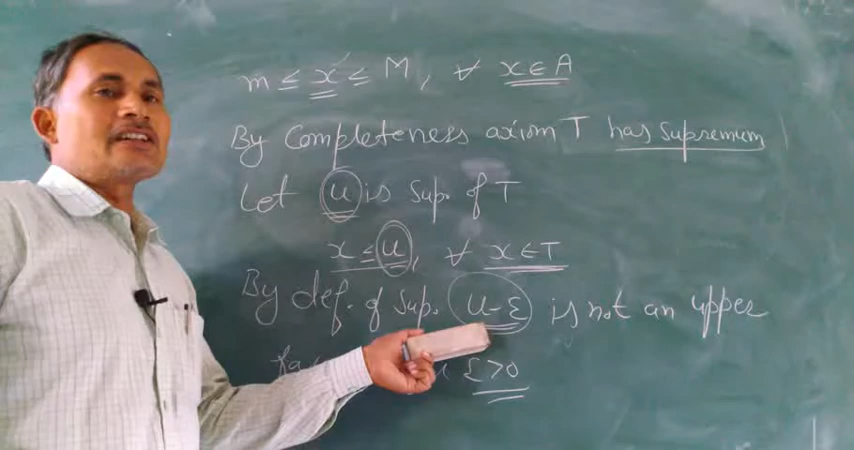 m ≤ x ≤ M, ∀ x ∈ A
By Completeness axiom T has Supremum
Let u is Sup. of T
x ≤ u, ∀ x ∈ T
By def. of Sup. u-ε is not an upper
ε>0